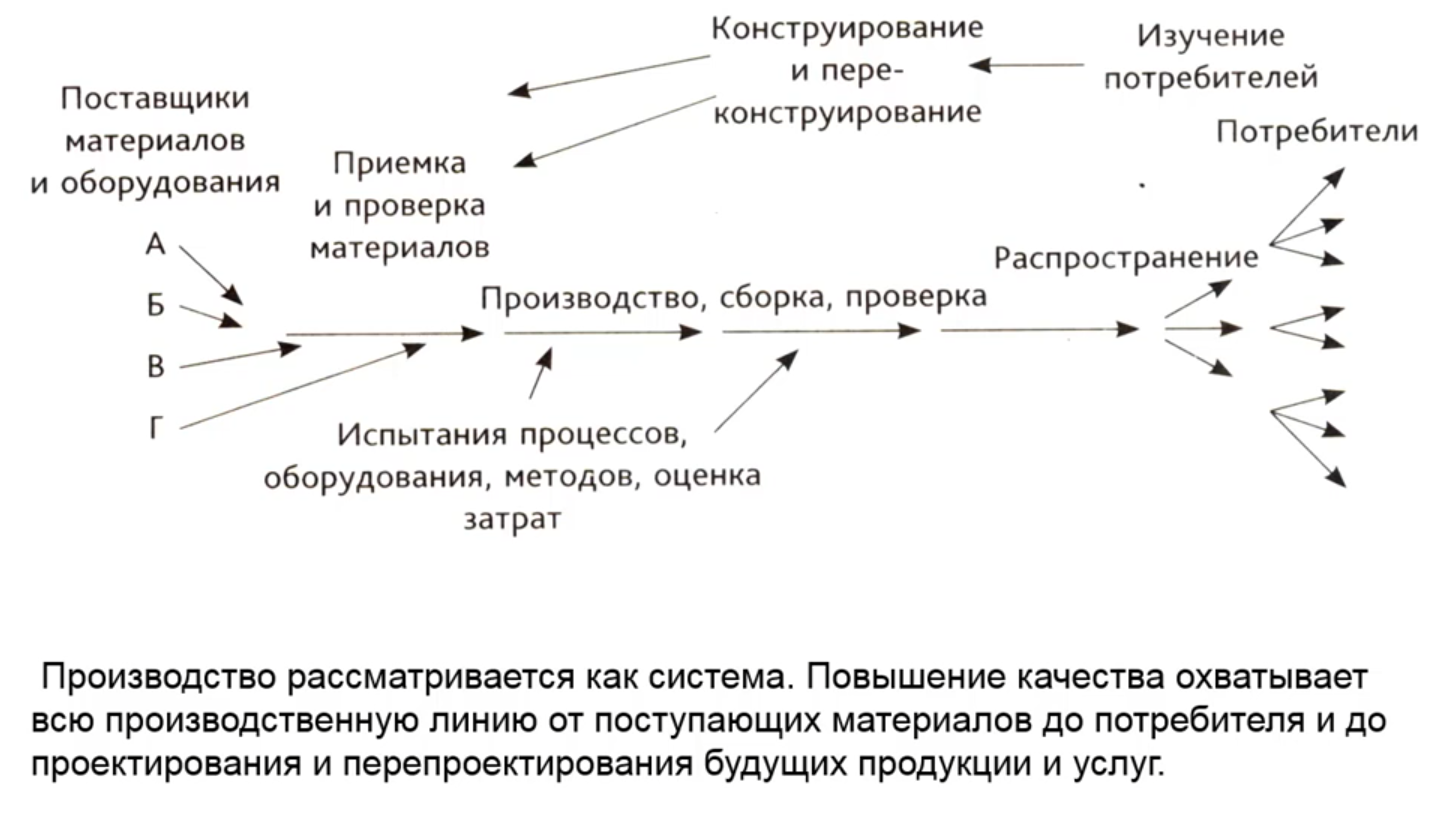 Конструирование
и пере-
конструирование
Изучение
потребителей
Потребители
Поставщики
материалов
и оборудования
Приемка
и проверка
материалов
А
Б
В
Г
Производство, сборка, проверка
Распространение
Испытания процессов,
оборудования, методов, оценка
затрат
Производство рассматривается как система. Повышение качества охватывает
всю производственную линию от поступающих материалов до потребителя и до
проектирования и перепроектирования будущих продукции и услуг.